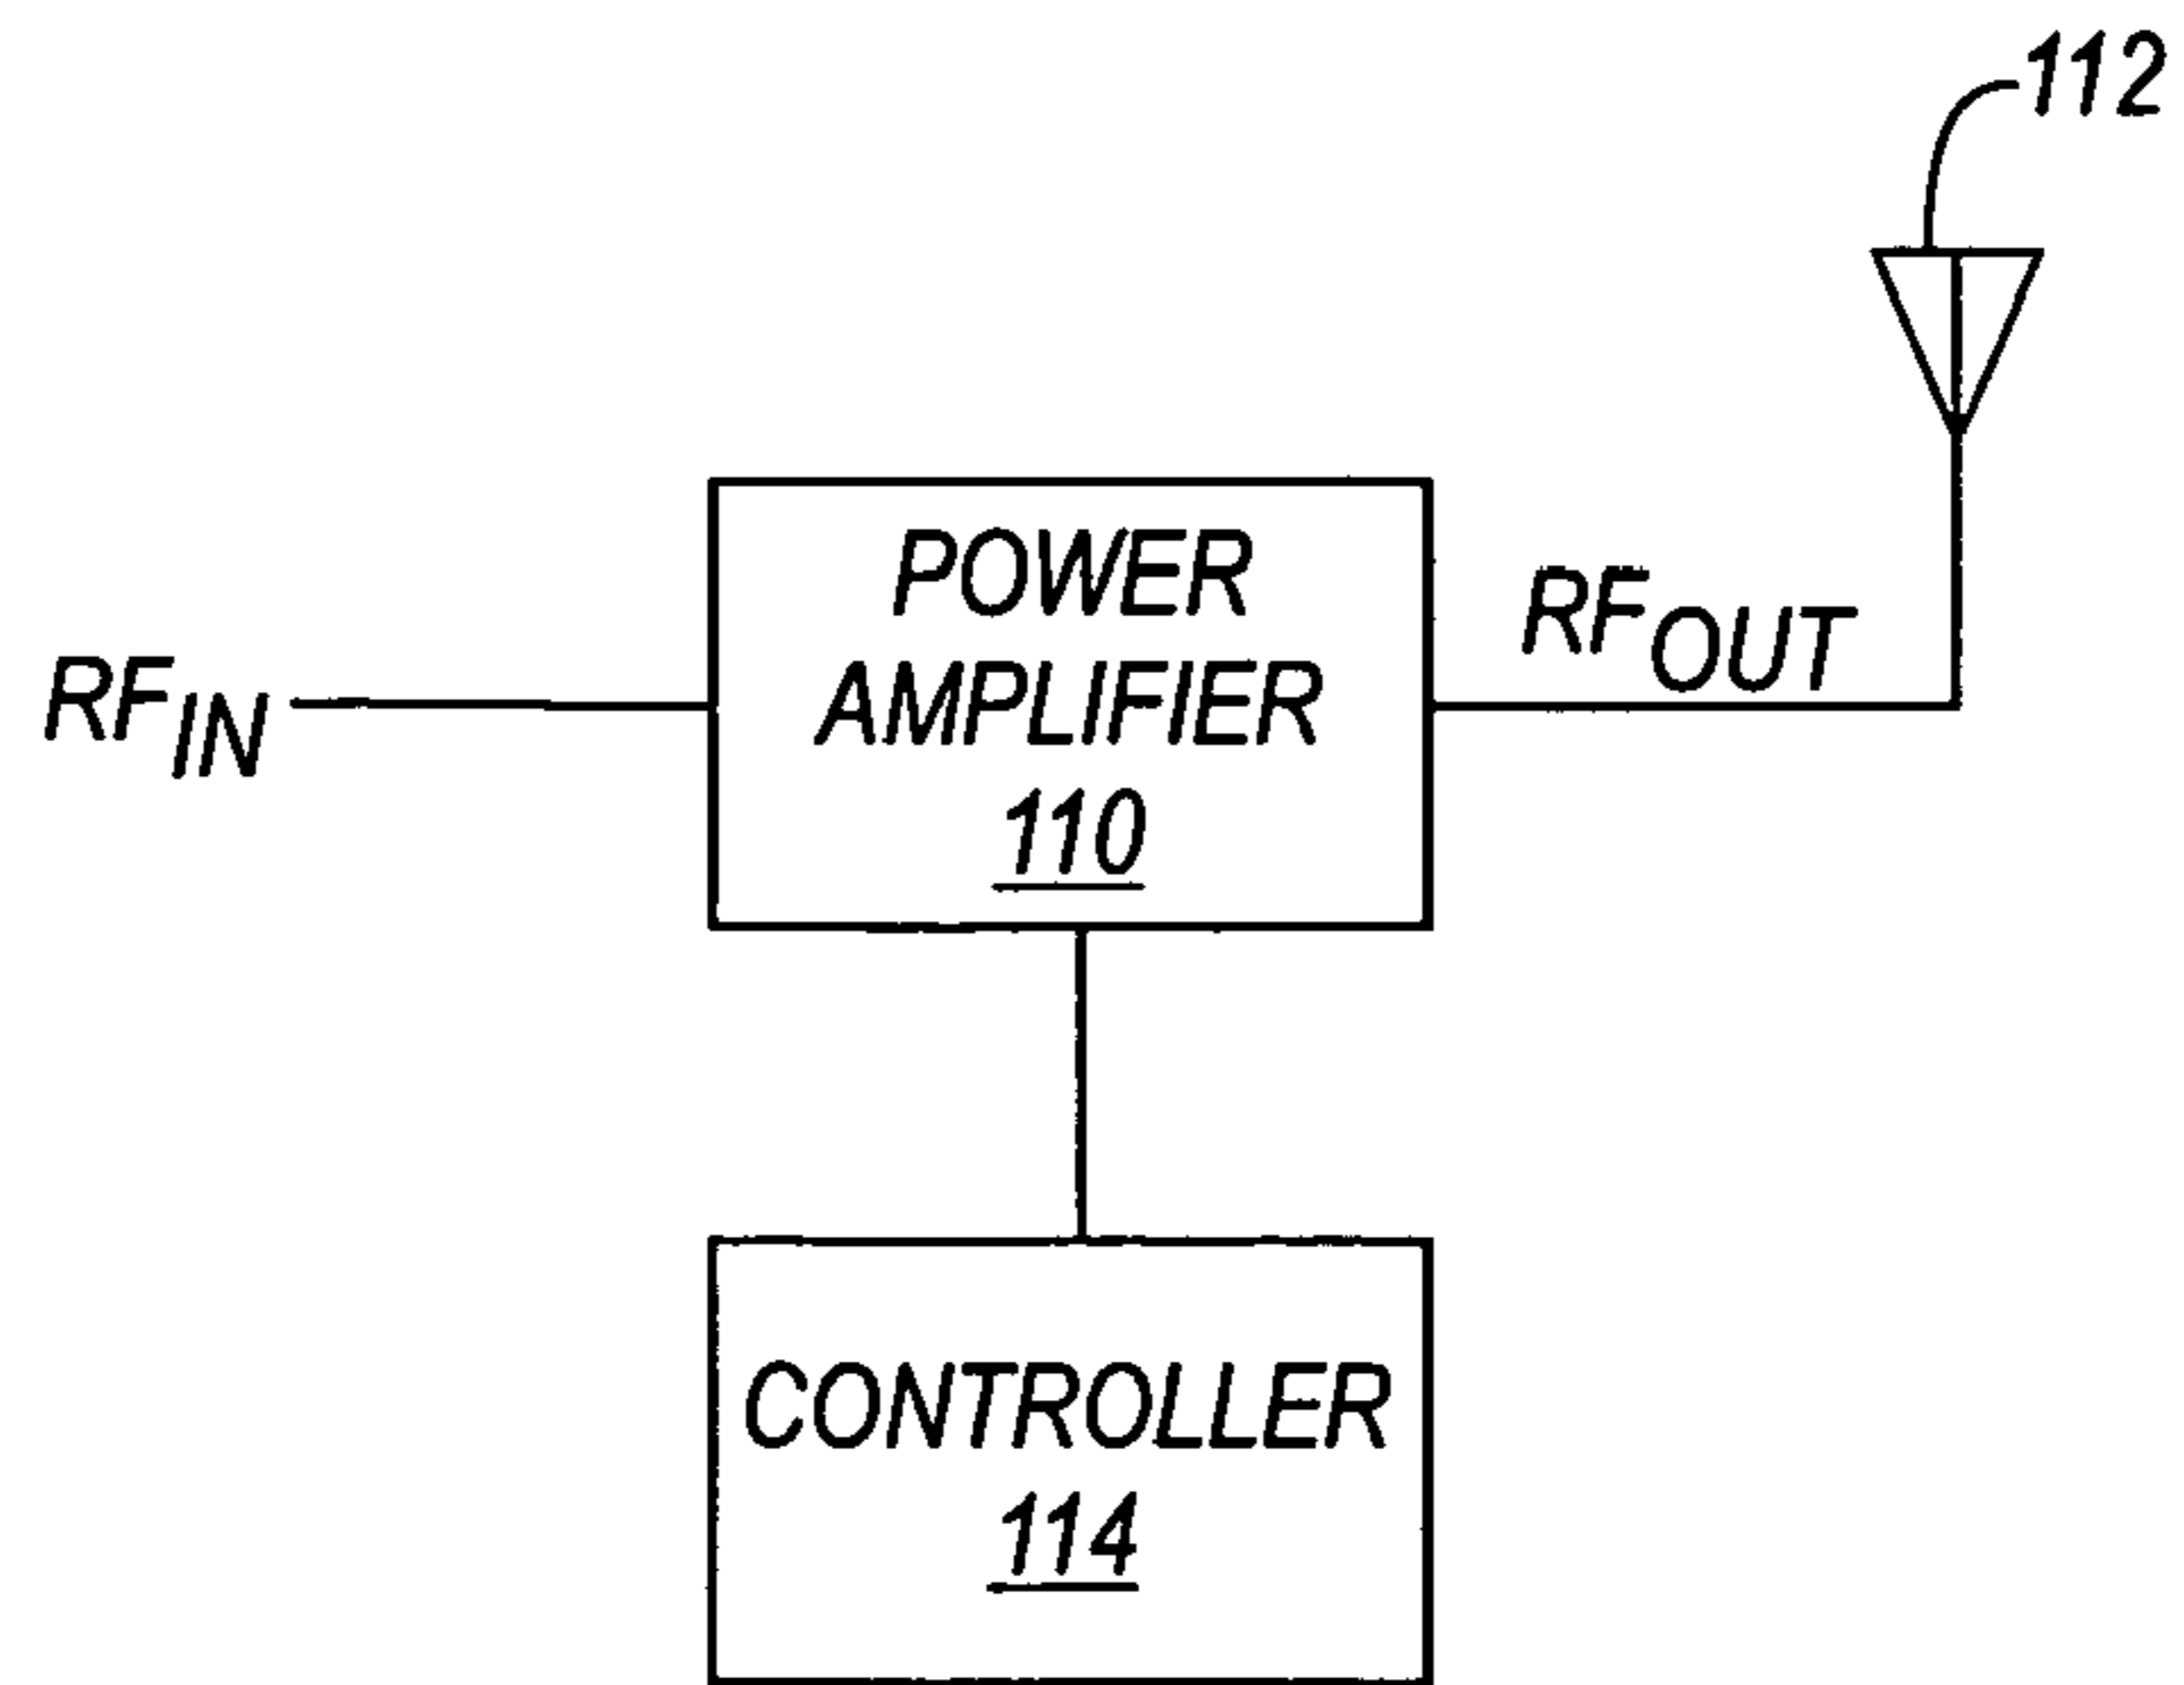 112
POWER
AMPLIFIER
110
RF_IN
RF_OUT
CONTROLLER
114